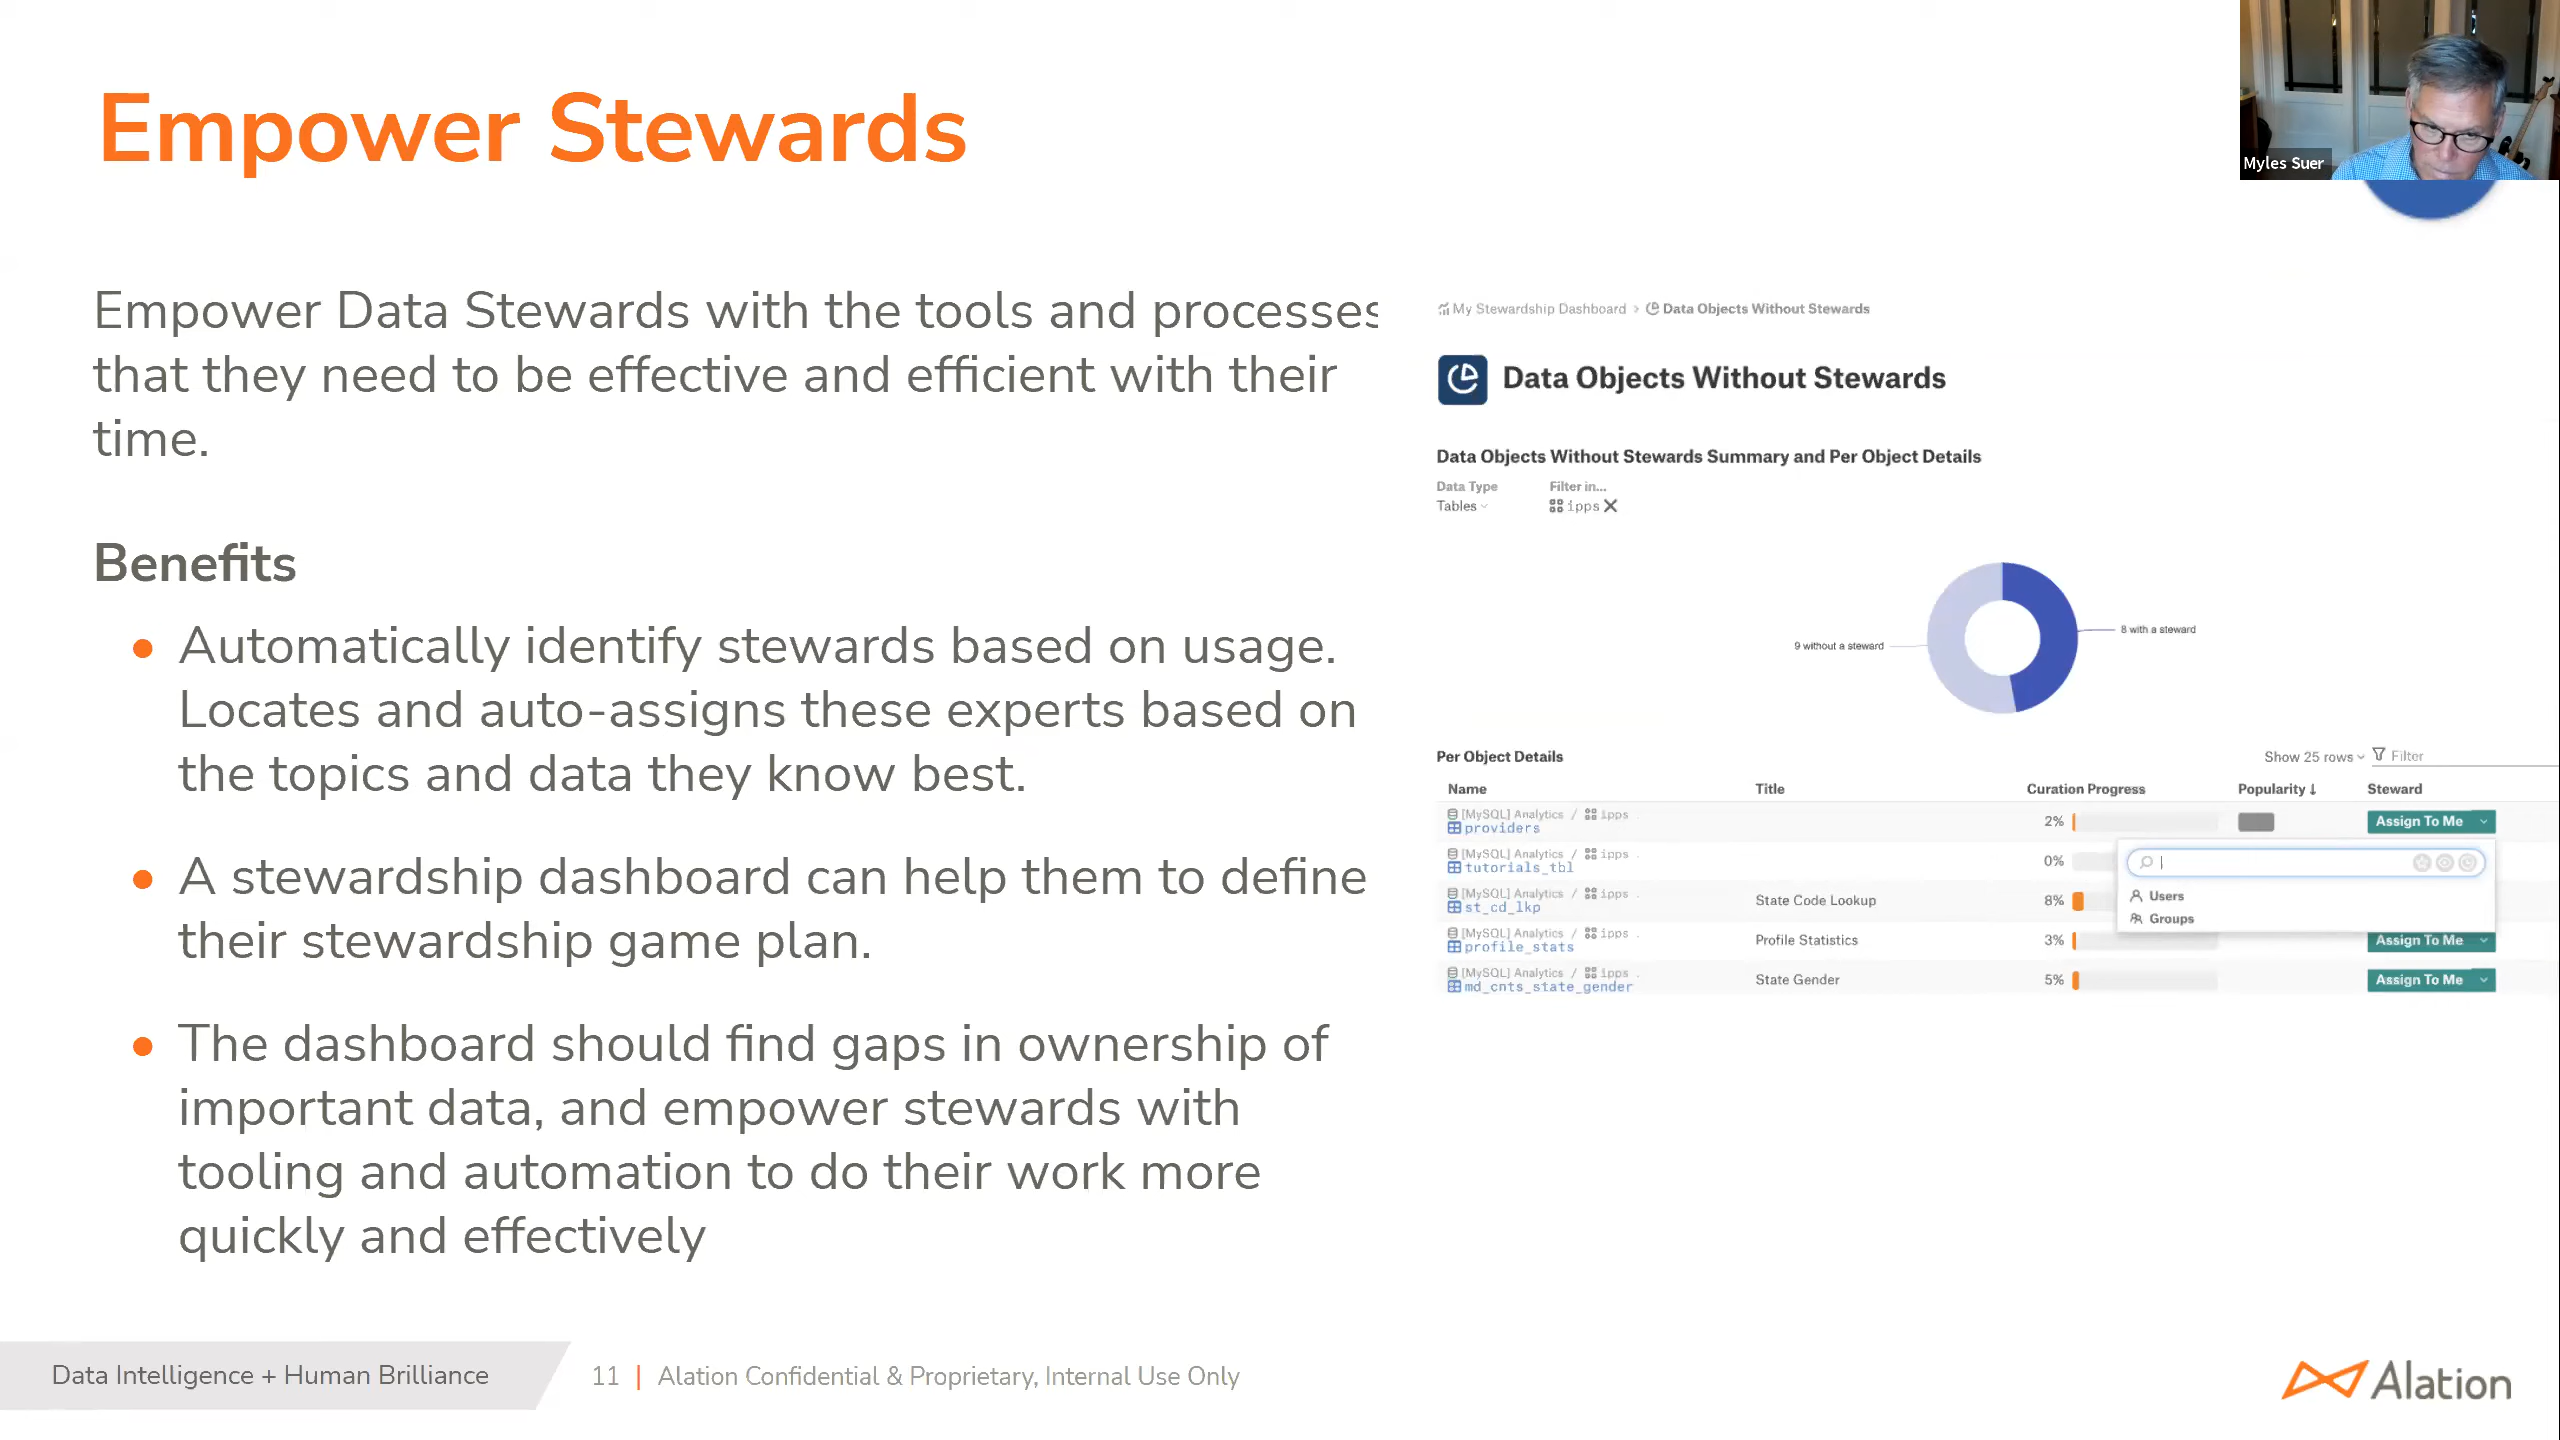 Empower Stewards
Myles Suer
Empower Data Stewards with the tools and processes
that they need to be effective and efficient with their
time.
Benefits
• Automatically identify stewards based on usage.
Locates and auto-assigns these experts based on
the topics and data they know best.
• A stewardship dashboard can help them to define
their stewardship game plan.
• The dashboard should find gaps in ownership of
important data, and empower stewards with
tooling and automation to do their work more
quickly and effectively
My Stewardship Dashboard > Data Objects Without Stewards
Data Objects Without Stewards
Data Objects Without Stewards Summary and Per Object Details
Data Type Filter in...
Tables ipps
9 without a steward
8 with a steward
Per Object Details Show 25 rows Filter
Name Title Curation Progress Popularity ↓ Steward
[MySQL] Analytics / ipps .
providers 2% Assign To Me
[MySQL] Analytics / ipps .
tutorials_tbl 0%
[MySQL] Analytics / ipps .
st_cd_lkp State Code Lookup 8%
Users
Groups
[MySQL] Analytics / ipps .
profile_stats Profile Statistics 3% Assign To Me
[MySQL] Analytics / ipps .
md_cnts_state_gender State Gender 5% Assign To Me
Data Intelligence + Human Brilliance
11 | Alation Confidential & Proprietary, Internal Use Only
Alation